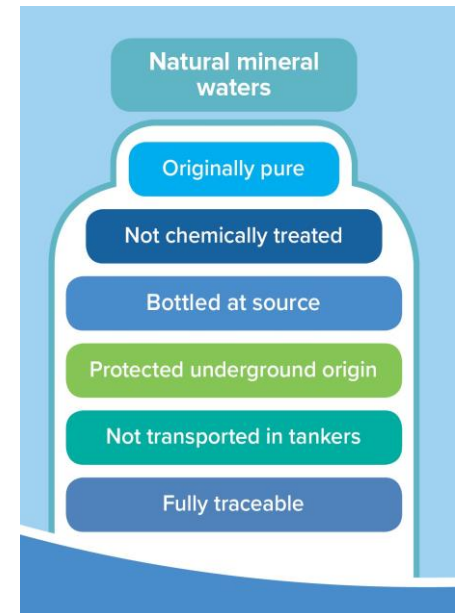 Natural mineral
waters
Originally pure
Not chemically treated
Bottled at source
Protected underground origin
Not transported in tankers
Fully traceable